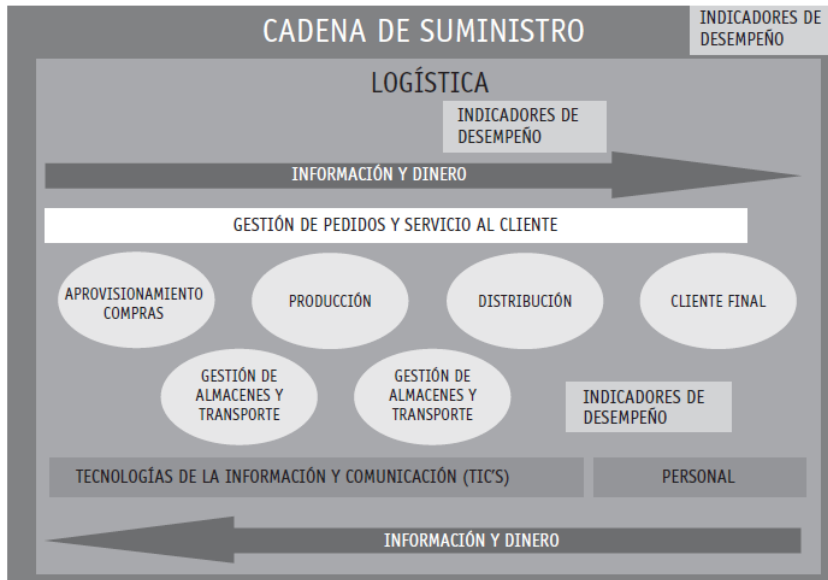 CADENA DE SUMINISTRO
INDICADORES DE
DESEMPEÑO
LOGÍSTICA
INDICADORES DE
DESEMPEÑO
INFORMACIÓN Y DINERO
GESTIÓN DE PEDIDOS Y SERVICIO AL CLIENTE
APROVISIONAMIENTO
COMPRAS
PRODUCCIÓN
DISTRIBUCIÓN
CLIENTE FINAL
GESTIÓN DE
ALMACENES Y
TRANSPORTE
GESTIÓN DE
ALMACENES Y
TRANSPORTE
INDICADORES DE
DESEMPEÑO
TECNOLOGÍAS DE LA INFORMACIÓN Y COMUNICACIÓN (TIC'S)
PERSONAL
INFORMACIÓN Y DINERO